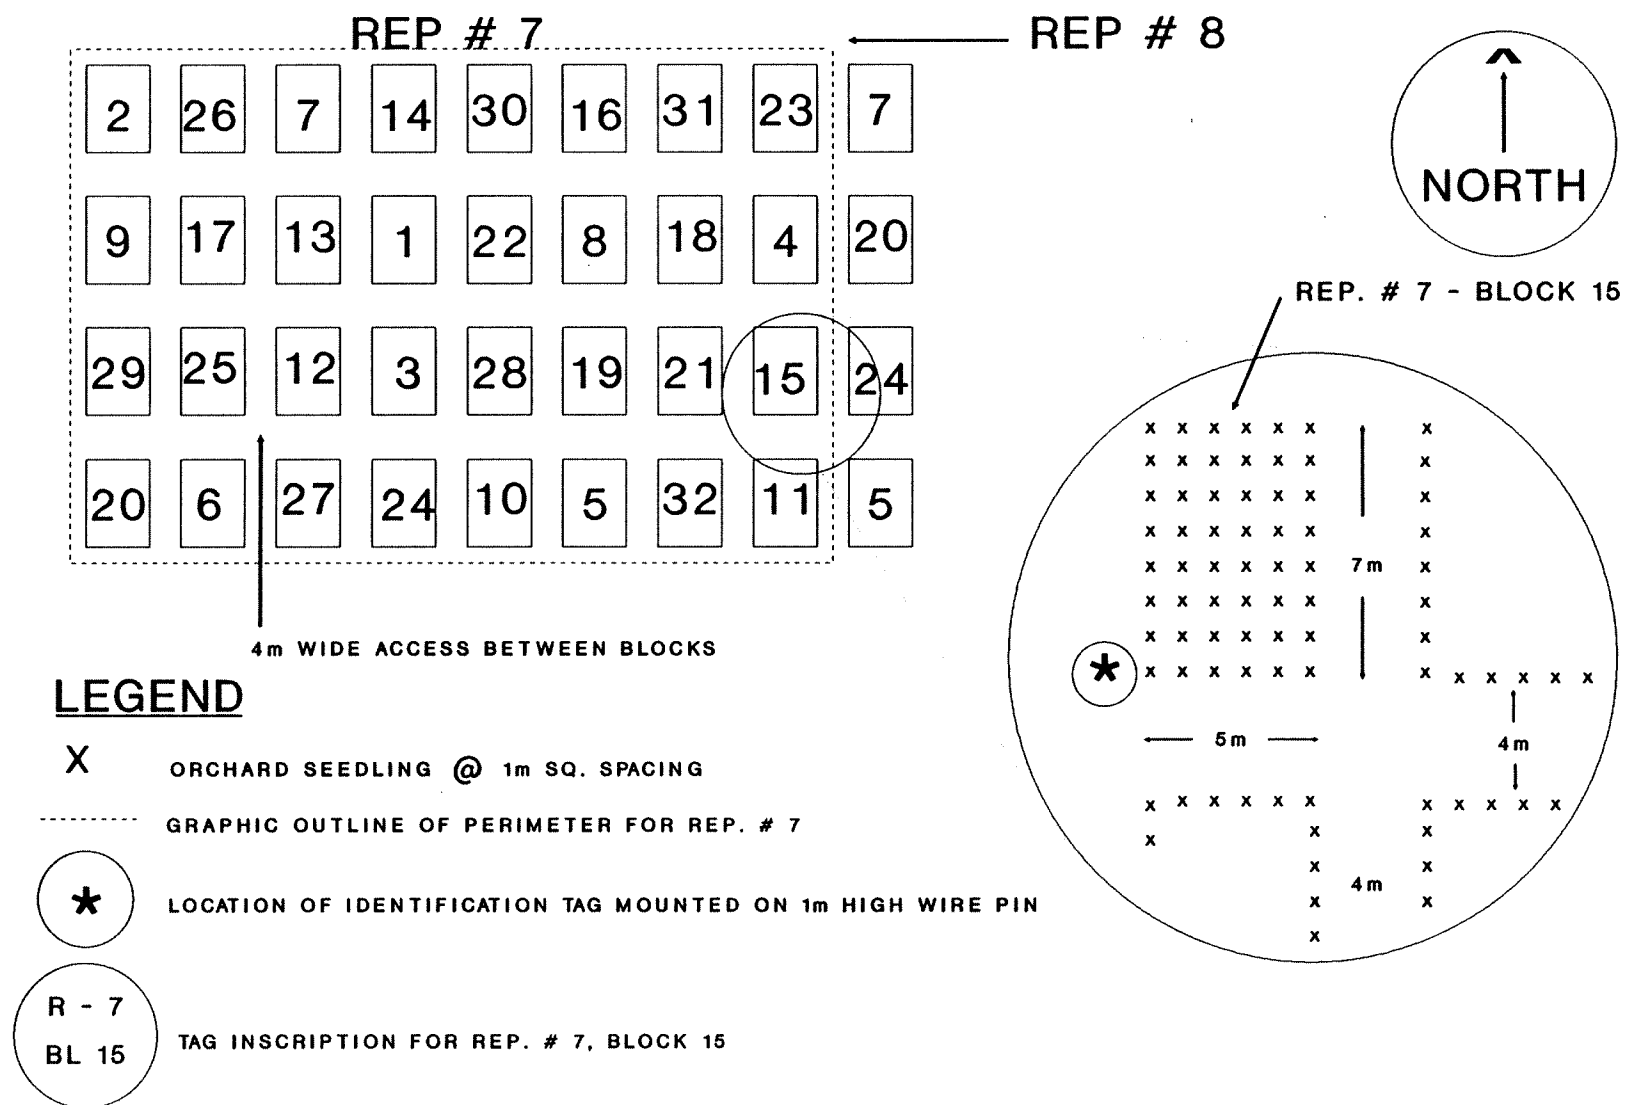 REP # 7
REP # 8
2 26 7 14 30 16 31 23 7
9 17 13 1 22 8 18 4 20
29 25 12 3 28 19 21 15 24
20 6 27 24 10 5 32 11 5
4m WIDE ACCESS BETWEEN BLOCKS
^
NORTH
REP. # 7 - BLOCK 15
x x x x x x x
x x x x x x x
x x x x x x x
x x x x x x x
x x x x x x 7m x
x x x x x x x
x x x x x x x
* x x x x x x x x x x x x
5m 4m
x x x x x x x x x x x
x x x
x x
4m
x x
x
LEGEND
X ORCHARD SEEDLING @ 1m SQ. SPACING
GRAPHIC OUTLINE OF PERIMETER FOR REP. # 7
* LOCATION OF IDENTIFICATION TAG MOUNTED ON 1m HIGH WIRE PIN
R - 7
BL 15
TAG INSCRIPTION FOR REP. # 7, BLOCK 15